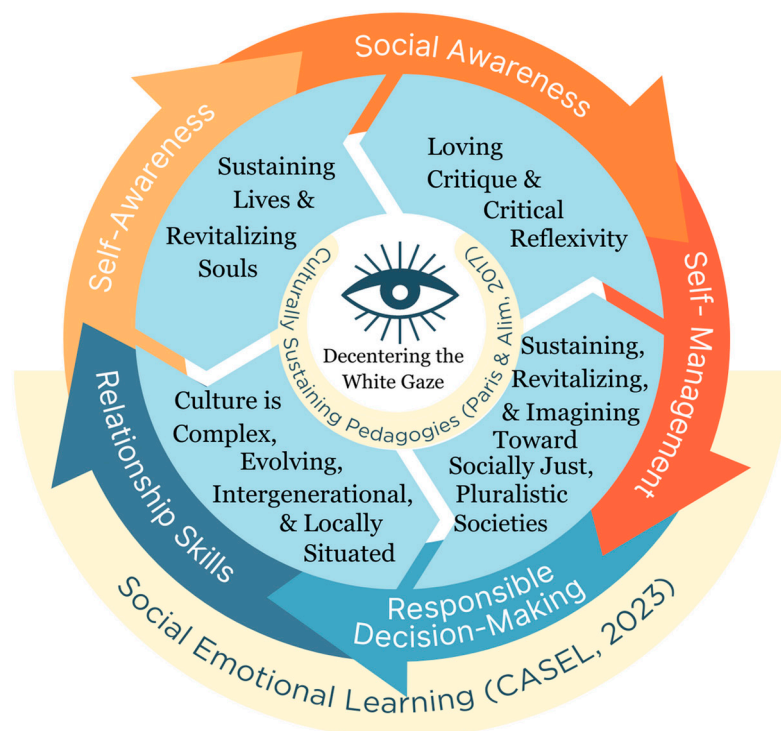 Social Awareness
Self-Awareness
Self- Management
Relationship Skills
Responsible
Decision-Making
Sustaining
Lives &
Revitalizing
Souls
Loving
Critique &
Critical
Reflexivity
Culturally Sustaining Pedagogies (Paris & Alim, 2017)
Decentering the
White Gaze
Sustaining,
Revitalizing,
& Imagining
Toward
Socially Just,
Pluralistic
Societies
Culture is
Complex,
Evolving,
Intergenerational,
& Locally
Situated
Social Emotional Learning (CASEL, 2023)